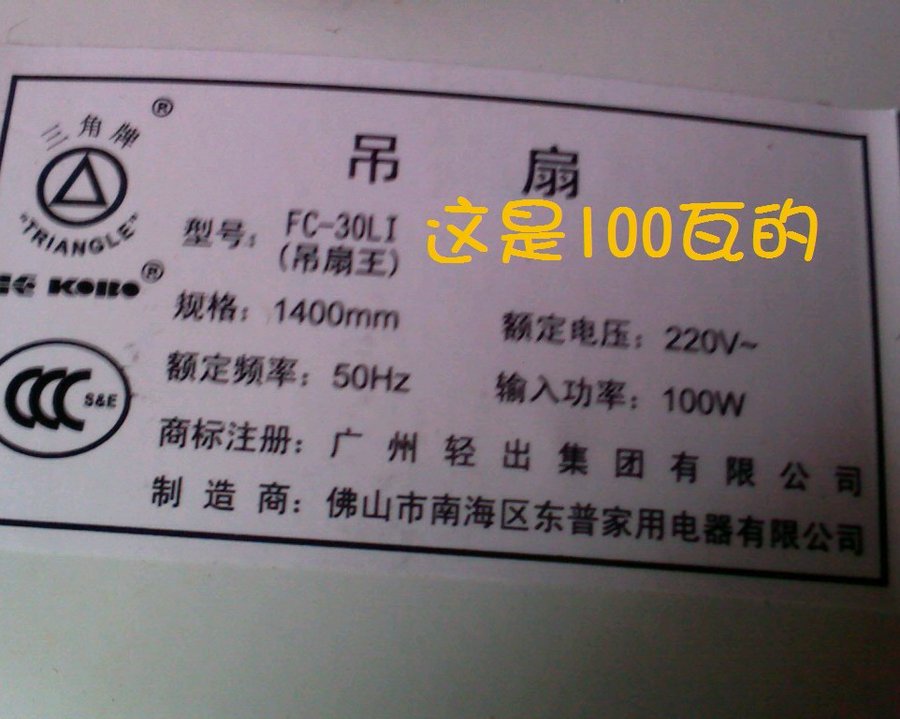 三角牌®
吊扇
"TRIANGLE"
型号：FC-30LI
这是100瓦的
(吊扇王)
KOBO®
规格：1400mm
额定电压：220V~
额定频率：50Hz
输入功率：100W
CCC S&E
商标注册：广州轻出集团有限公司
制造商：佛山市南海区东普家用电器有限公司